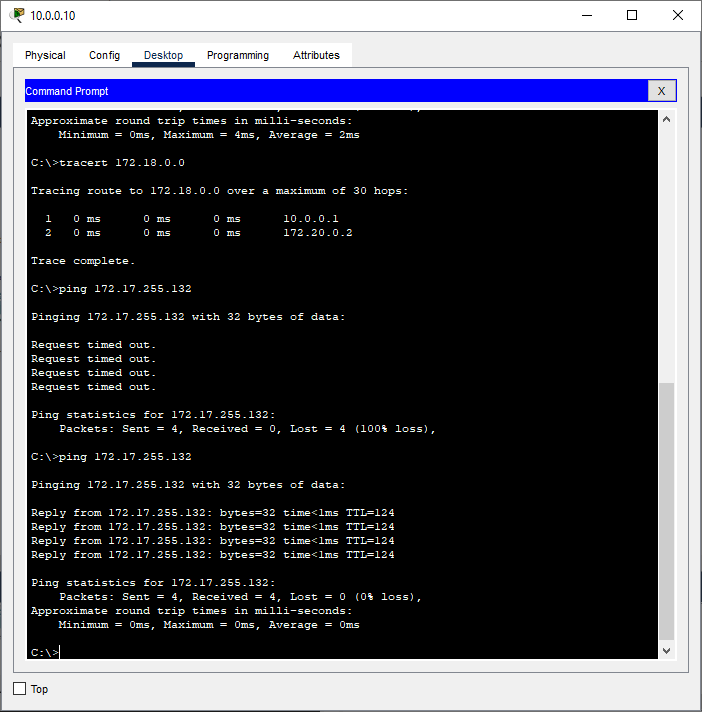 10.0.0.10
Physical Config Desktop Programming Attributes
Command Prompt X
Approximate round trip times in milli-seconds:
Minimum = 0ms, Maximum = 4ms, Average = 2ms
C:\>tracert 172.18.0.0
Tracing route to 172.18.0.0 over a maximum of 30 hops:
1 0 ms 0 ms 0 ms 10.0.0.1
2 0 ms 0 ms 0 ms 172.20.0.2
Trace complete.
C:\>ping 172.17.255.132
Pinging 172.17.255.132 with 32 bytes of data:
Request timed out.
Request timed out.
Request timed out.
Request timed out.
Ping statistics for 172.17.255.132:
Packets: Sent = 4, Received = 0, Lost = 4 (100% loss),
C:\>ping 172.17.255.132
Pinging 172.17.255.132 with 32 bytes of data:
Reply from 172.17.255.132: bytes=32 time<1ms TTL=124
Reply from 172.17.255.132: bytes=32 time<1ms TTL=124
Reply from 172.17.255.132: bytes=32 time<1ms TTL=124
Reply from 172.17.255.132: bytes=32 time<1ms TTL=124
Ping statistics for 172.17.255.132:
Packets: Sent = 4, Received = 4, Lost = 0 (0% loss),
Approximate round trip times in milli-seconds:
Minimum = 0ms, Maximum = 0ms, Average = 0ms
C:\>
Top